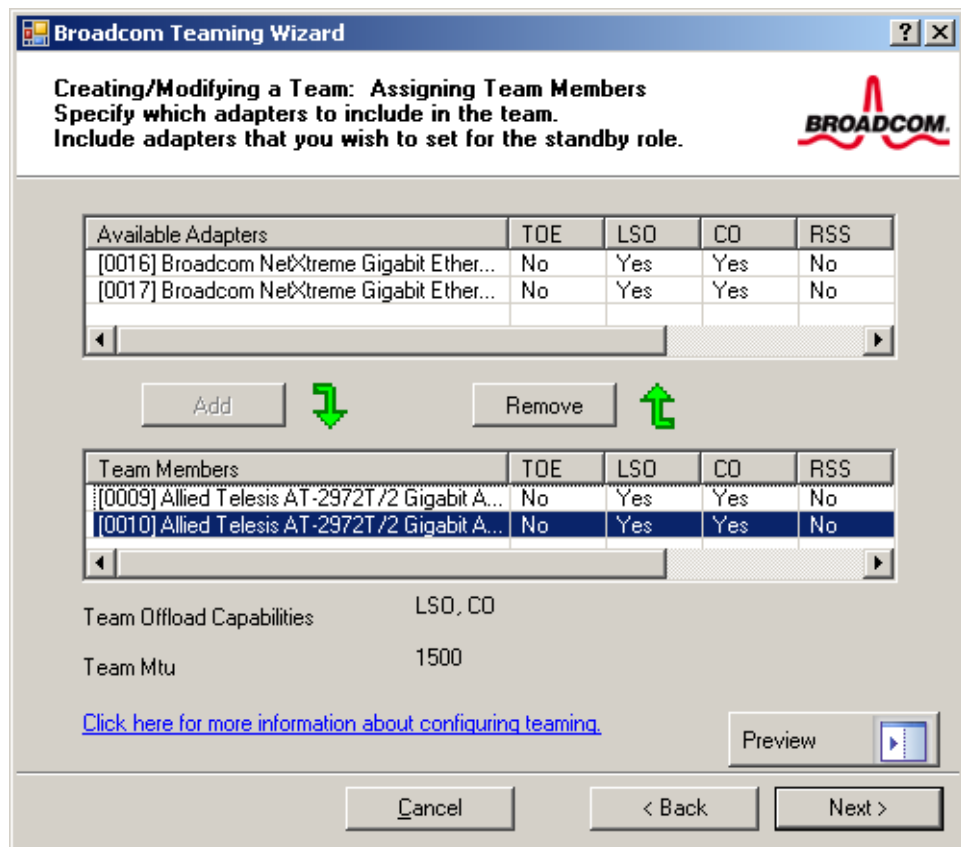 Broadcom Teaming Wizard
Creating/Modifying a Team: Assigning Team Members
Specify which adapters to include in the team.
Include adapters that you wish to set for the standby role.
BROADCOM.
Available Adapters TOE LSO CO RSS
[0016] Broadcom NetXtreme Gigabit Ether... No Yes Yes No
[0017] Broadcom NetXtreme Gigabit Ether... No Yes Yes No
Add Remove
Team Members TOE LSO CO RSS
[0009] Allied Telesis AT-2972T/2 Gigabit A... No Yes Yes No
[0010] Allied Telesis AT-2972T/2 Gigabit A... No Yes Yes No
Team Offload Capabilities LSO, CO
Team Mtu 1500
Click here for more information about configuring teaming.
Preview
Cancel < Back Next >